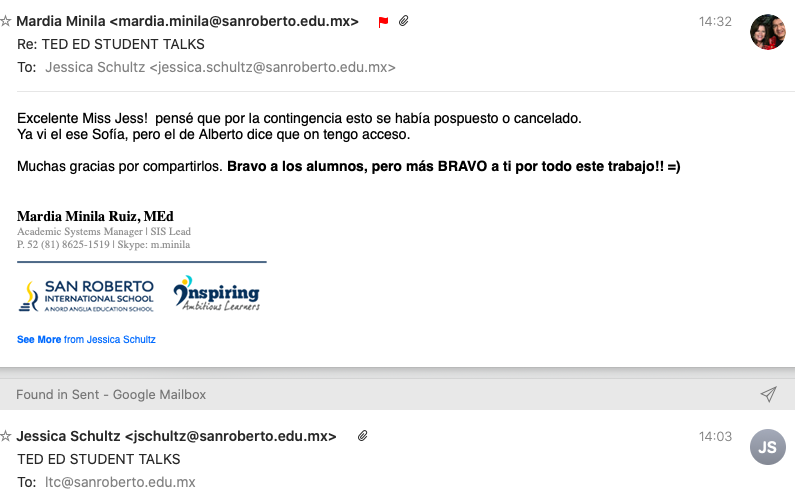 Mardia Minila <mardia.minila@sanroberto.edu.mx>
14:32
Re: TED ED STUDENT TALKS
To: Jessica Schultz <jessica.schultz@sanroberto.edu.mx>
Excelente Miss Jess! pensé que por la contingencia esto se había pospuesto o cancelado.
Ya vi el ese Sofía, pero el de Alberto dice que on tengo acceso.
Muchas gracias por compartirlos. Bravo a los alumnos, pero más BRAVO a ti por todo este trabajo!! =)
Mardia Minila Ruiz, MEd
Academic Systems Manager | SIS Lead
P. 52 (81) 8625-1519 | Skype: m.minila
SAN ROBERTO
INTERNATIONAL SCHOOL
A NORD ANGLIA EDUCATION SCHOOL
Inspiring
Ambitious Learners
See More from Jessica Schultz
Found in Sent - Google Mailbox
Jessica Schultz <jschultz@sanroberto.edu.mx>
14:03
JS
TED ED STUDENT TALKS
To: ltc@sanroberto.edu.mx